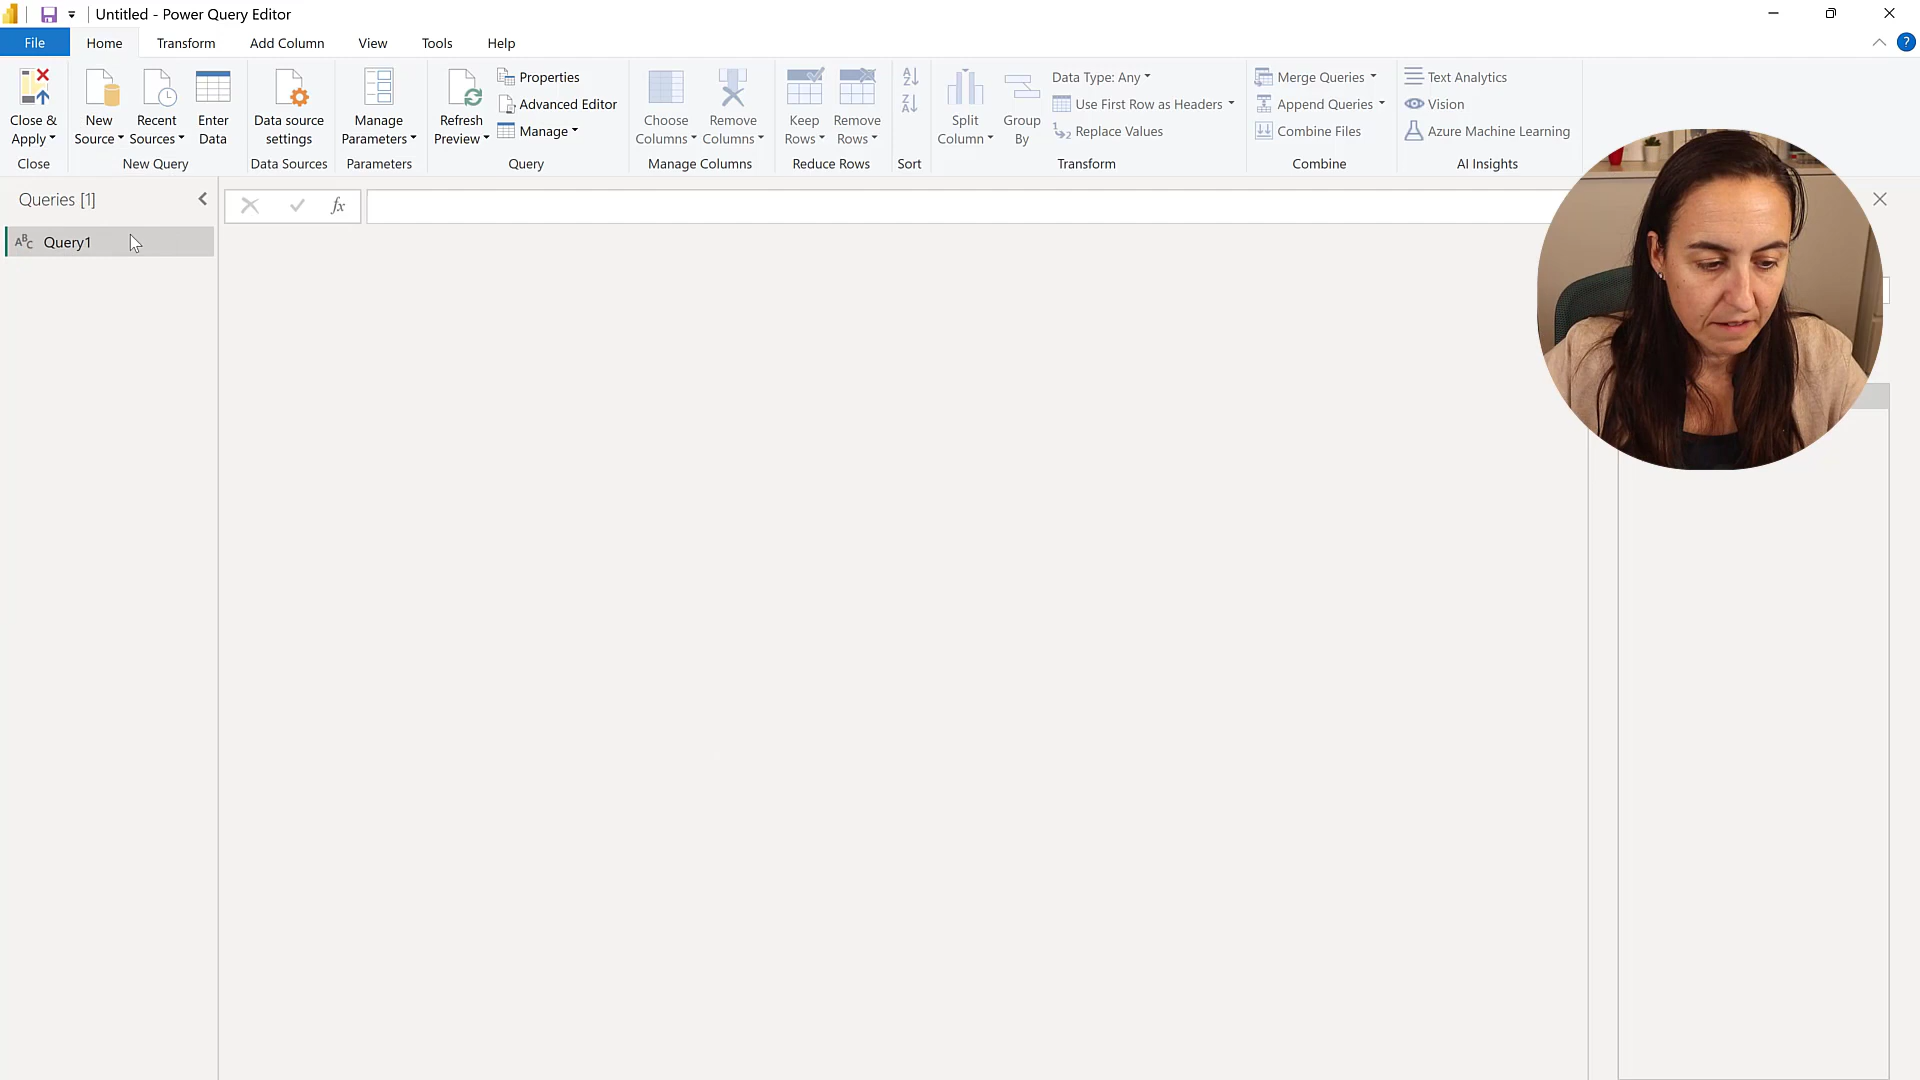 Untitled - Power Query Editor
File Home Transform Add Column View Tools Help
?
Close & Apply
Close
New Source
Recent Sources
Enter Data
New Query
Data source settings
Data Sources
Manage Parameters
Parameters
Refresh Preview
Properties
Advanced Editor
Manage
Query
Choose Columns
Remove Columns
Manage Columns
Keep Rows
Remove Rows
Reduce Rows
A
Z
Z
A
Sort
Split Column
Group By
Data Type: Any
Use First Row as Headers
1
2
Replace Values
Transform
Merge Queries
Append Queries
Combine Files
Combine
Text Analytics
Vision
Azure Machine Learning
AI Insights
Queries [1]
fx
ABC Query1